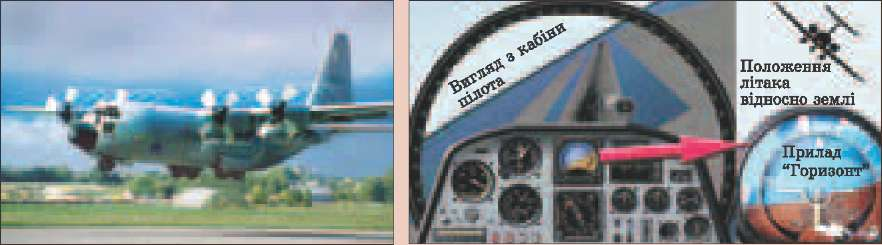 Вигляд з кабіни
пілота
Положення
літака
відносно землі
Прилад
“Горизонт”